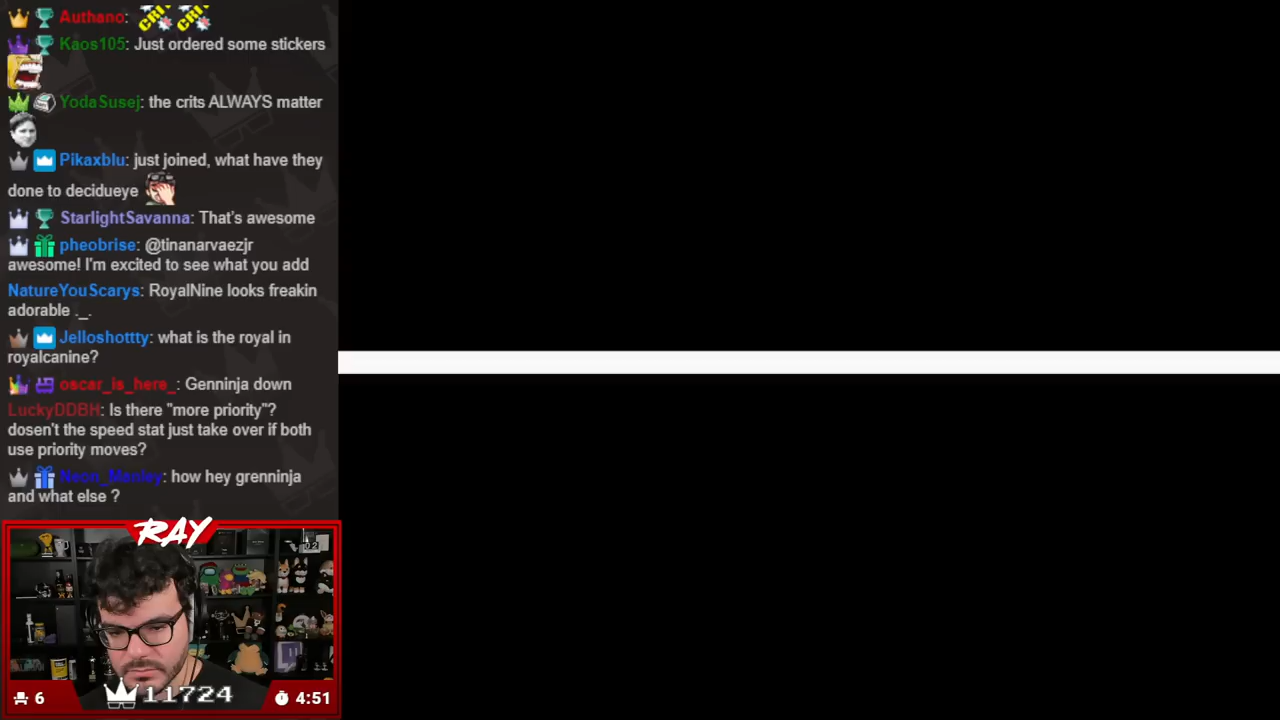 Authano:
Kaos105: Just ordered some stickers
YodaSusej: the crits ALWAYS matter
Pikaxblu: just joined, what have they
done to decidueye
StarlightSavanna: That's awesome
pheobrise: @tinanarvaezjr
awesome! I'm excited to see what you add
NatureYouScarys: RoyalNine looks freakin
adorable ._.
Jelloshottty: what is the royal in
royalcanine?
oscar_is_here_: Genninja down
LuckyDDBH: Is there "more priority"?
dosen't the speed stat just take over if both
use priority moves?
Neon_Manley: how hey grenninja
and what else ?
RAY
6
11724
4:51